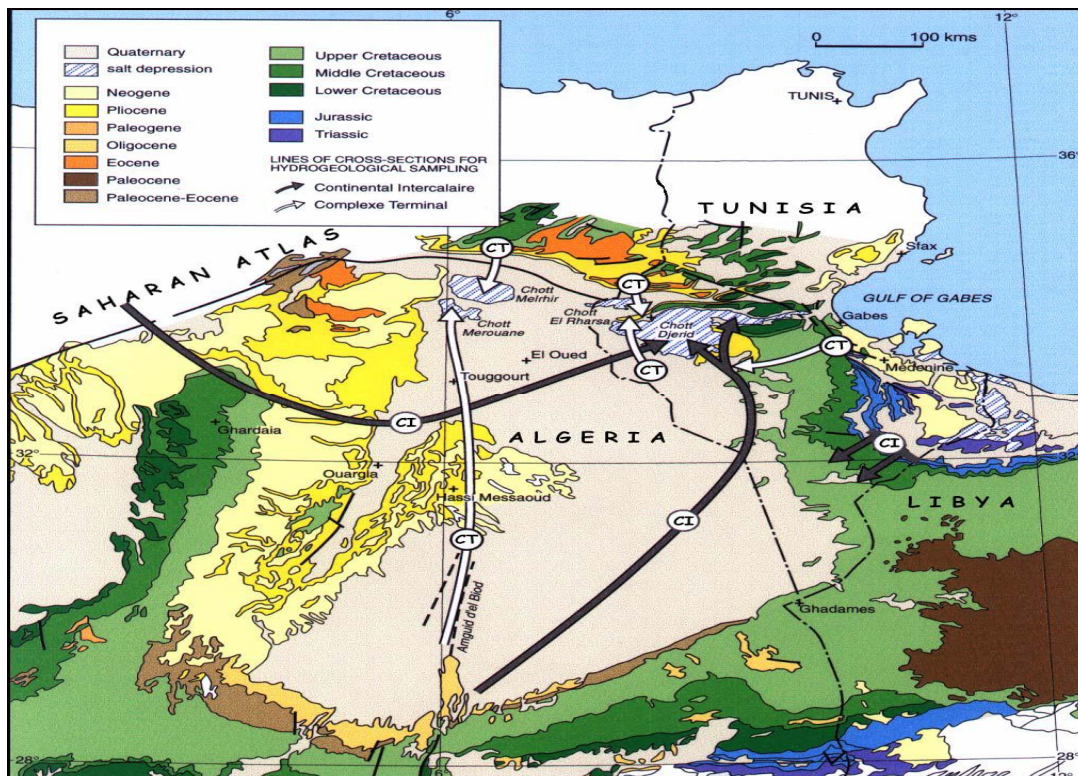 6°
12°
Quaternary
salt depression
Neogene
Pliocene
Paleogene
Oligocene
Eocene
Paleocene
Paleocene-Eocene
Upper Cretaceous
Middle Cretaceous
Lower Cretaceous
Jurassic
Triassic
LINES OF CROSS-SECTIONS FOR
HYDROGEOLOGICAL SAMPLING
Continental Intercalaire
Complexe Terminal
0 100 kms
TUNIS
36°
TUNISIA
SAHARAN ATLAS
Sfax
CT
CT
Chott
Melrhir
Chott
El Rharsa
GULF OF GABES
Gabes
Chott
Merouane
Chott
Djerid
El Oued
CT
CT
Medenine
Touggourt
CI
Ghardaia
ALGERIA
CI
32°
32°
Ouargla
Hassi Messaoud
LIBYA
CI
CT
Amguid d'el Biod
Ghadames
28°
28°
6°
12°